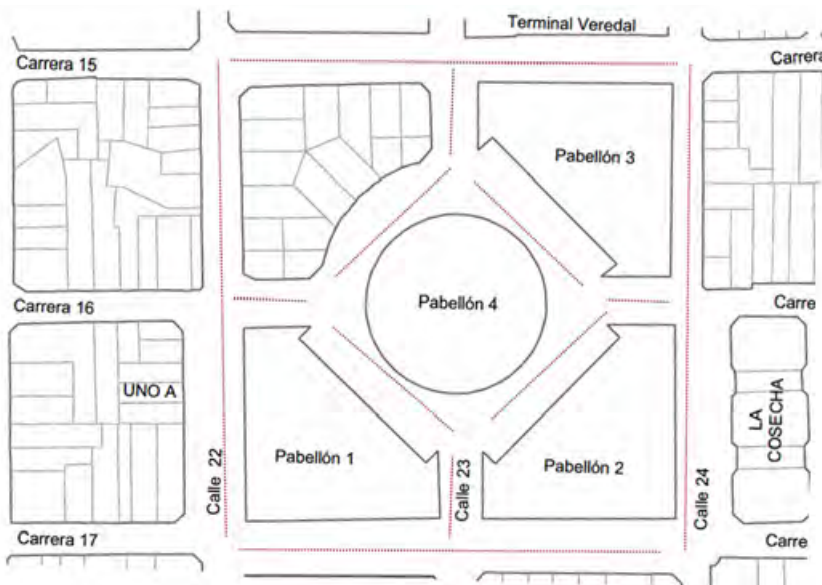 Terminal Veredal
Carrera 15
Carrera
Pabellón 3
Carrera 16
Pabellón 4
Carre
UNO A
LA
COSECHA
Pabellón 1
Pabellón 2
Calle 22
Calle 23
Calle 24
Carrera 17
Carre